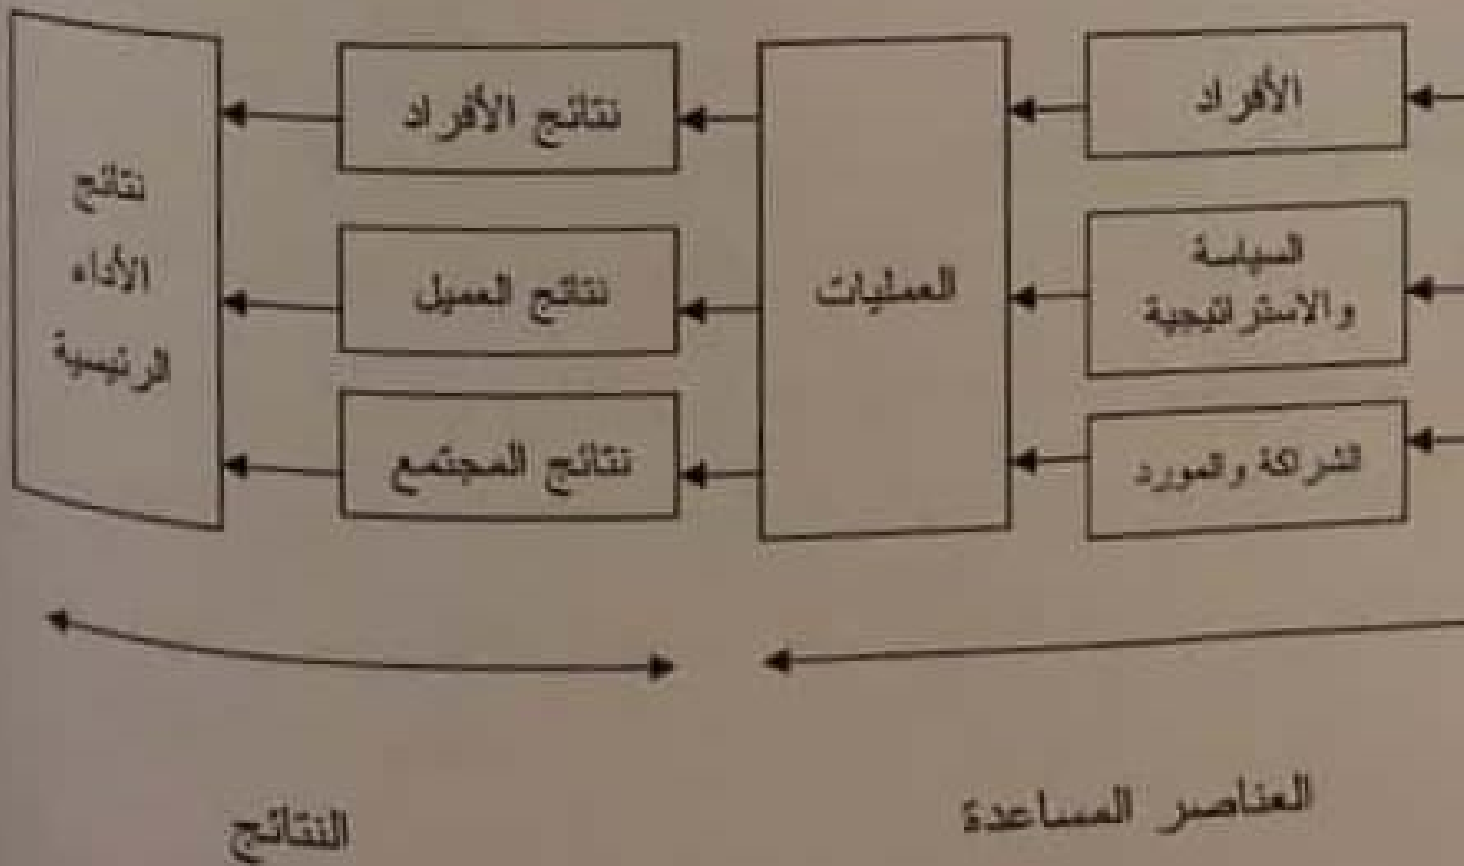 الأفراد
السياسة
والاستراتيجية
الشراكة والمورد
العمليات
نتائج الأفراد
نتائج العميل
نتائج المجتمع
نتائج
الأداء
الرئيسية
العناصر المساعدة
النتائج